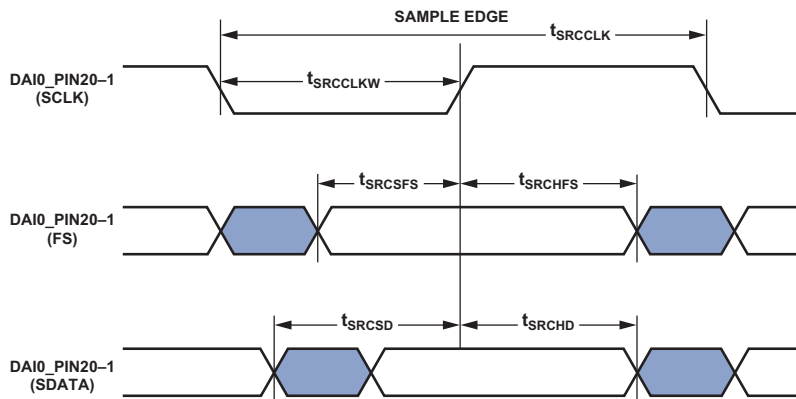 SAMPLE EDGE
tSRCCLK
DAI0_PIN20–1
(SCLK)
tSRCCLKW
tSRCSFS
tSRCHFS
DAI0_PIN20–1
(FS)
tSRCSD
tSRCHD
DAI0_PIN20–1
(SDATA)